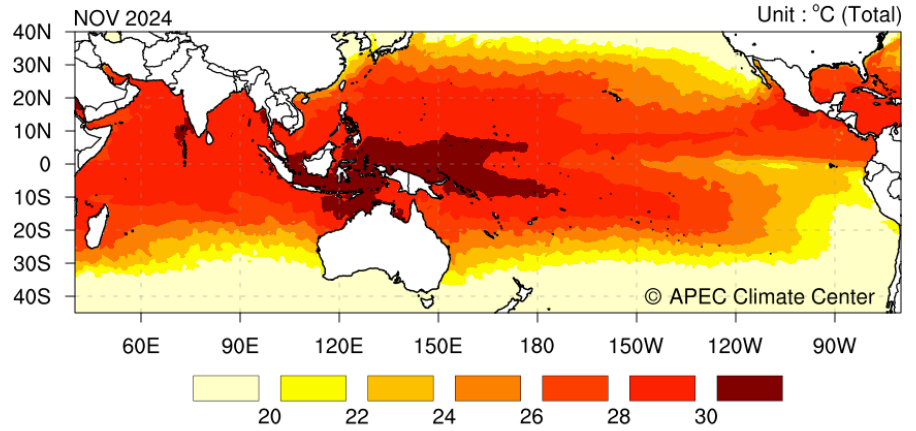 NOV 2024 Unit : °C (Total)
40N
30N
20N
10N
0
10S
20S
30S
40S
© APEC Climate Center
60E 90E 120E 150E 180 150W 120W 90W
20 22 24 26 28 30